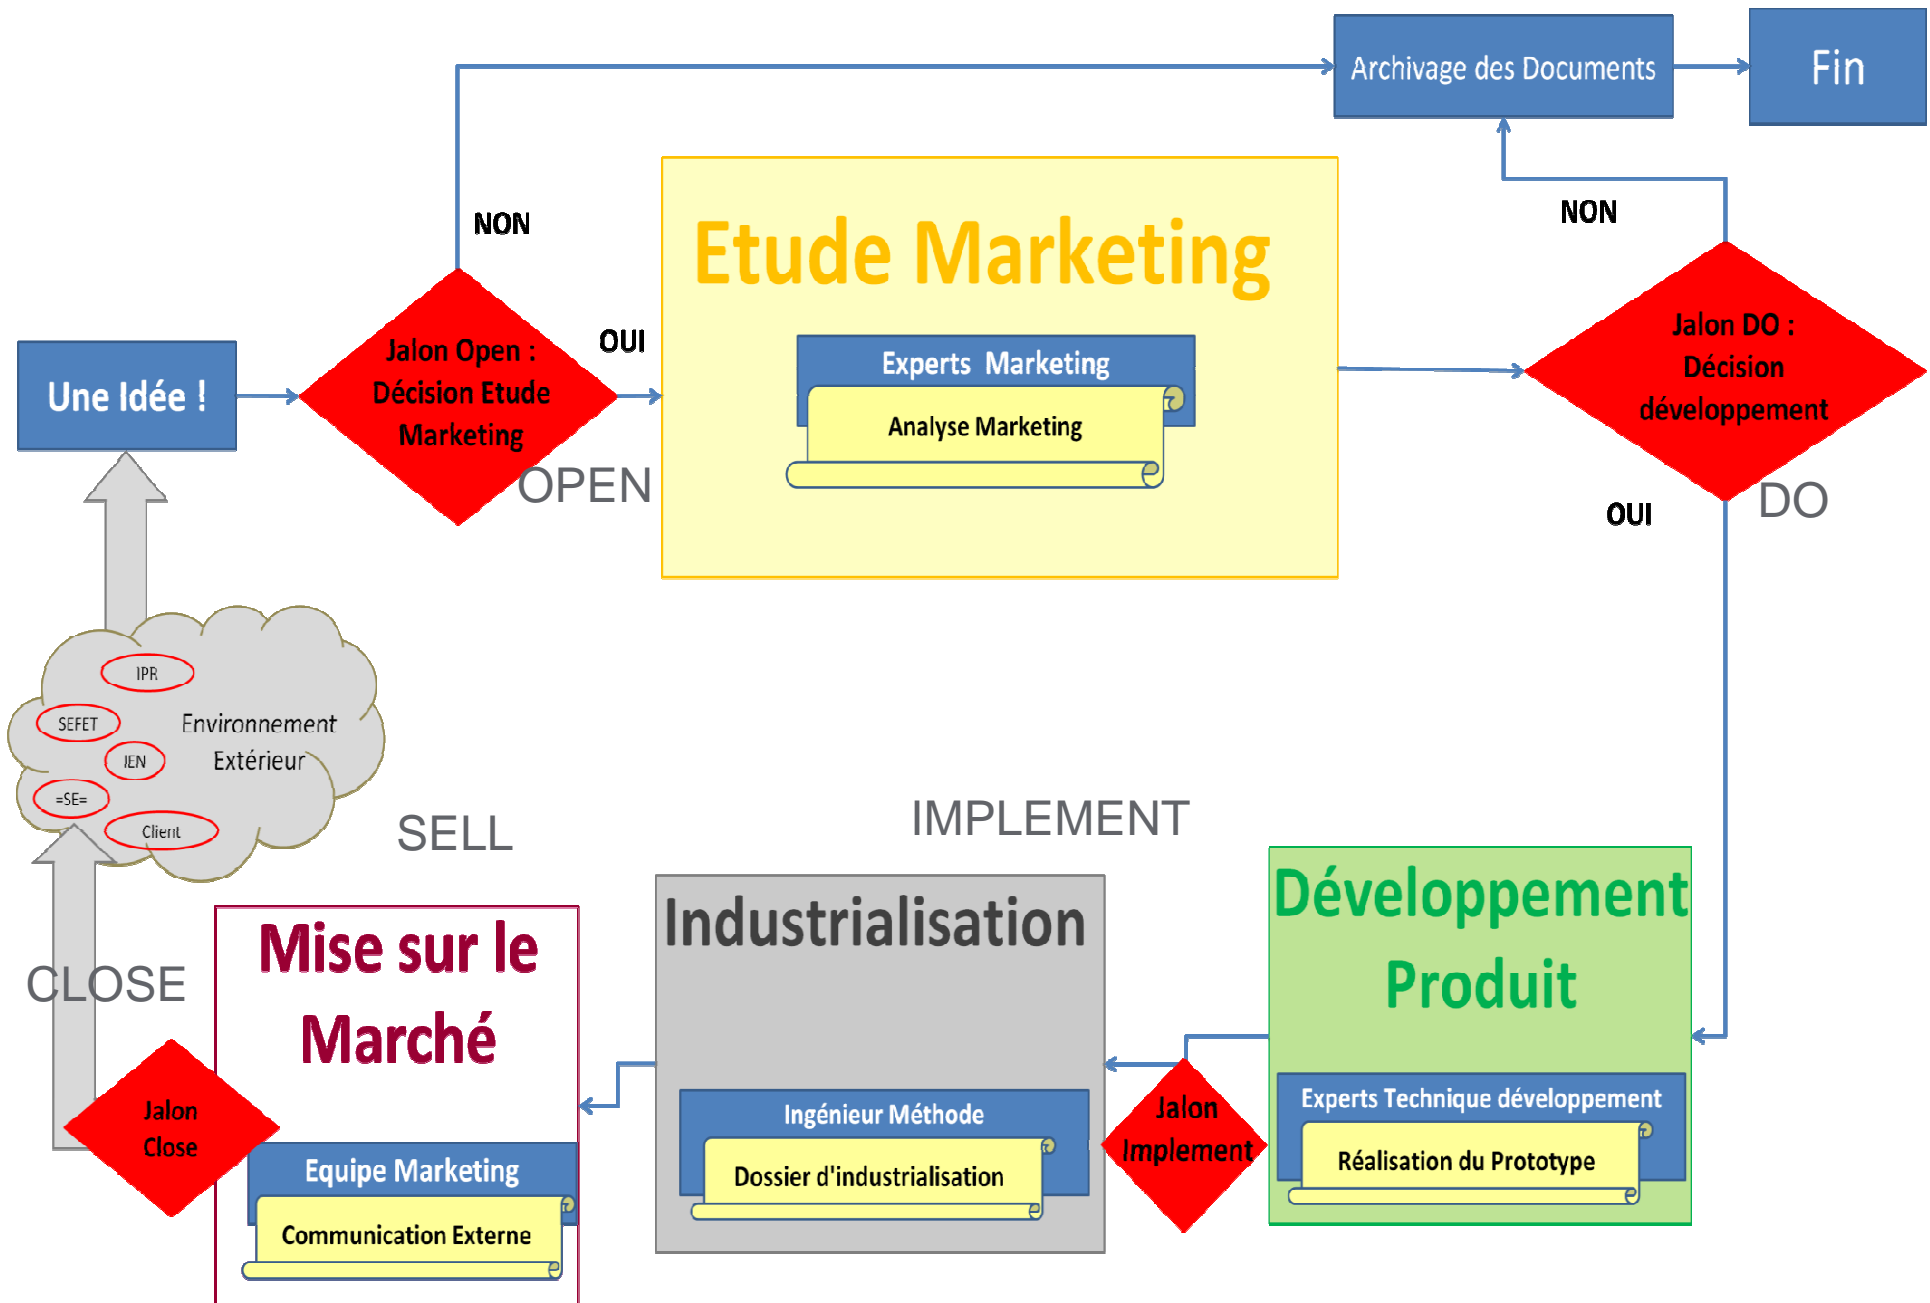 Archivage des Documents
Fin
NON
NON
Etude Marketing
OUI
Jalon Open :
Décision Etude
Marketing
Une Idée !
Experts Marketing
Analyse Marketing
Jalon DO :
Décision
développement
OPEN
OUI
DO
IPR
SEFET
Environnement
Extérieur
IEN
=SE=
Client
SELL
IMPLEMENT
CLOSE
Mise sur le
Marché
Industrialisation
Développement
Produit
Jalon
Close
Equipe Marketing
Communication Externe
Ingénieur Méthode
Dossier d'industrialisation
Jalon
Implement
Experts Technique développement
Réalisation du Prototype